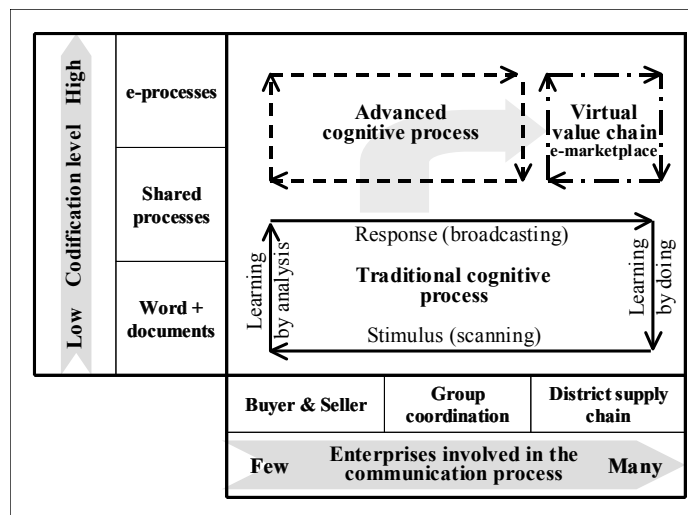 Low Codification level High
e-processes
Shared
processes
Word +
documents
Advanced
cognitive process
Virtual
value chain
e-marketplace
Response (broadcasting)
Learning
by analysis
Traditional cognitive
process
Learning
by doing
Stimulus (scanning)
Buyer & Seller
Group
coordination
District supply
chain
Few
Enterprises involved in the
communication process
Many